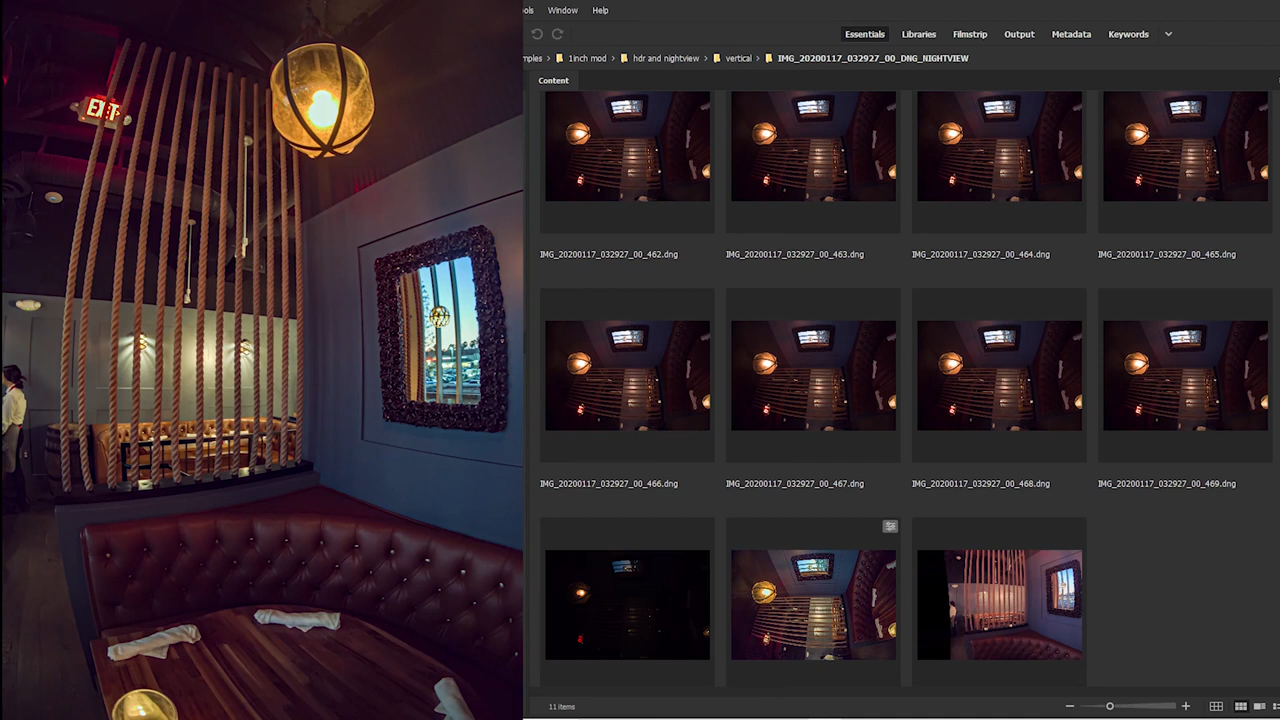 ols Window Help
Essentials Libraries Filmstrip Output Metadata Keywords
mples > 1inch mod > hdr and nightview > vertical > IMG_20200117_032927_00_DNG_NIGHTVIEW
Content
EXIT
IMG_20200117_032927_00_462.dng IMG_20200117_032927_00_463.dng IMG_20200117_032927_00_464.dng IMG_20200117_032927_00_465.dng
IMG_20200117_032927_00_466.dng IMG_20200117_032927_00_467.dng IMG_20200117_032927_00_468.dng IMG_20200117_032927_00_469.dng
11 items